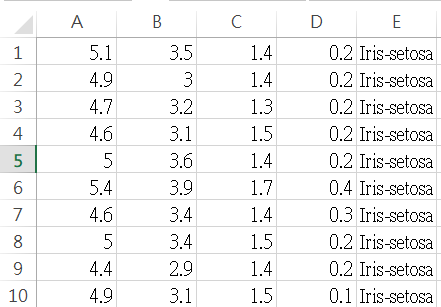 A B C D E
1 5.1 3.5 1.4 0.2 Iris-setosa
2 4.9 3 1.4 0.2 Iris-setosa
3 4.7 3.2 1.3 0.2 Iris-setosa
4 4.6 3.1 1.5 0.2 Iris-setosa
5 5 3.6 1.4 0.2 Iris-setosa
6 5.4 3.9 1.7 0.4 Iris-setosa
7 4.6 3.4 1.4 0.3 Iris-setosa
8 5 3.4 1.5 0.2 Iris-setosa
9 4.4 2.9 1.4 0.2 Iris-setosa
10 4.9 3.1 1.5 0.1 Iris-setosa